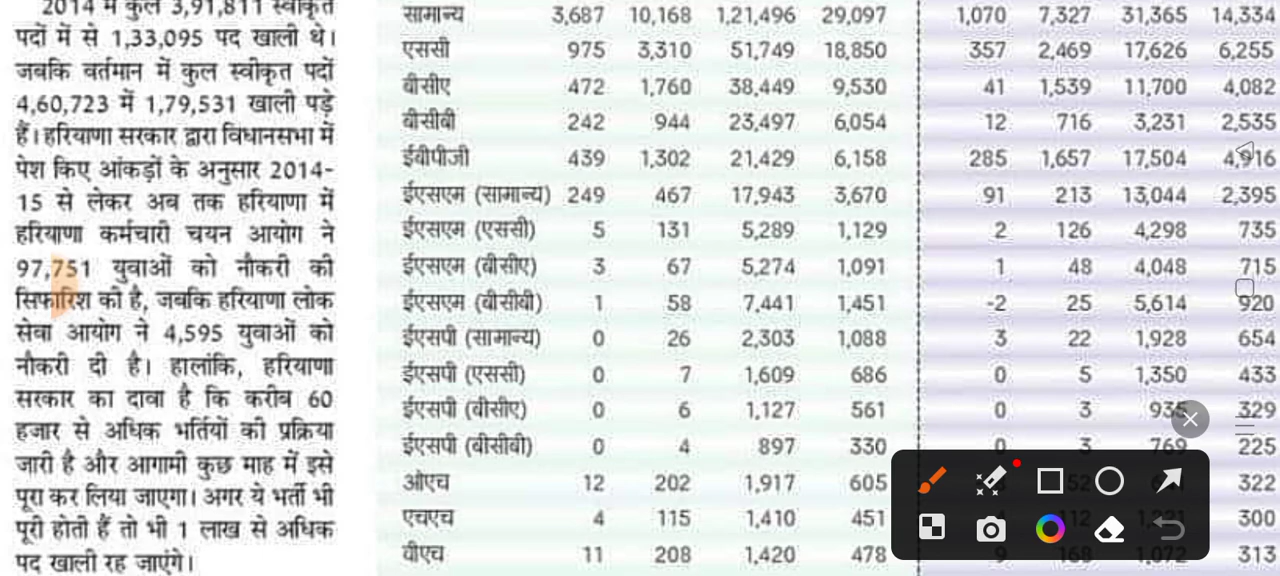 2014 में कुल 3,91,811 स्वीकृत
पदों में से 1,33,095 पद खाली थे।
जबकि वर्तमान में कुल स्वीकृत पदों
4,60,723 में 1,79,531 खाली पड़े
हैं। हरियाणा सरकार द्वारा विधानसभा में
पेश किए आंकड़ों के अनुसार 2014-
15 से लेकर अब तक हरियाणा में
हरियाणा कर्मचारी चयन आयोग ने
97,751 युवाओं को नौकरी की
सिफारिश की है, जबकि हरियाणा लोक
सेवा आयोग ने 4,595 युवाओं को
नौकरी दी है। हालांकि, हरियाणा
सरकार का दावा है कि करीब 60
हजार से अधिक भर्तियों की प्रक्रिया
जारी है और आगामी कुछ माह में इसे
पूरा कर लिया जाएगा। अगर ये भर्ती भी
पूरी होती हैं तो भी 1 लाख से अधिक
पद खाली रह जाएंगे।
सामान्य 3,687 10,168 1,21,496 29,097 1,070 7,327 31,365 14,334
एससी 975 3,310 51,749 18,850 357 2,469 17,626 6,255
बीसीए 472 1,760 38,449 9,530 41 1,539 11,700 4,082
बीसीबी 242 944 23,497 6,054 12 716 3,231 2,535
ईबीपीजी 439 1,302 21,429 6,158 285 1,657 17,504 4,916
ईएसएम (सामान्य) 249 467 17,943 3,670 91 213 13,044 2,395
ईएसएम (एससी) 5 131 5,289 1,129 2 126 4,298 735
ईएसएम (बीसीए) 3 67 5,274 1,091 1 48 4,048 715
ईएसएम (बीसीबी) 1 58 7,441 1,451 -2 25 5,614 920
ईएसपी (सामान्य) 0 26 2,303 1,088 3 22 1,928 654
ईएसपी (एससी) 0 7 1,609 686 0 5 1,350 433
ईएसपी (बीसीए) 0 6 1,127 561 0 3 935 329
ईएसपी (बीसीबी) 0 4 897 330 0 3 769 225
ओएच 12 202 1,917 605 322
एचएच 4 115 1,410 451 112 300
वीएच 11 208 1,420 478 9 168 1,072 313